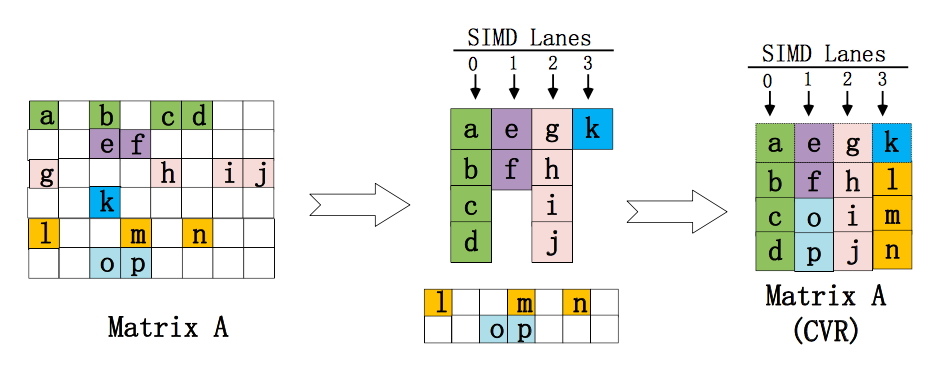 a b c d
e f
g h i j
k
l m n
o p
Matrix A
SIMD Lanes
0 1 2 3
a e g k
b f h
c i
d j
l m n
o p
SIMD Lanes
0 1 2 3
a e g k
b f h l
c o i m
d p j n
Matrix A
(CVR)